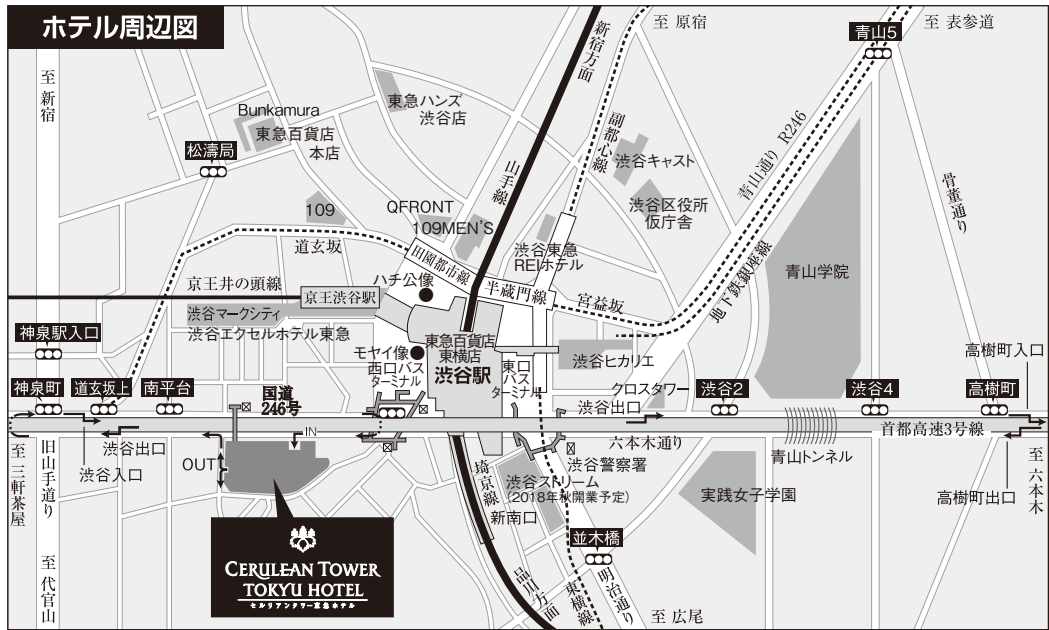 ホテル周辺図
至 新宿
新宿方面
至 原宿
青山5
至 表参道
Bunkamura
東急百貨店
本店
東急ハンズ
渋谷店
松濤局
山手線
副都心線
渋谷キャスト
渋谷区役所
仮庁舎
青山通り R246
骨董通り
109
QFRONT
109MEN'S
道玄坂
田園都市線
渋谷東急
REIホテル
半蔵門線
宮益坂
地下鉄銀座線
青山学院
京王井の頭線
京王渋谷駅
ハチ公像
渋谷マークシティ
渋谷エクセルホテル東急
神泉駅入口
モヤイ像
西口バス
ターミナル
東急百貨店
東横店
渋谷駅
東口
バス
ターミナル
渋谷ヒカリエ
高樹町入口
神泉町
道玄坂上
南平台
国道
246号
クロスタワー
渋谷出口
渋谷2
渋谷4
高樹町
IN
六本木通り
首都高速3号線
渋谷出口
渋谷入口
OUT
至 三軒茶屋
旧山手通り
埼京線
渋谷ストリーム
(2018年秋開業予定)
渋谷警察署
青山トンネル
実践女子学園
高樹町出口
至 六本木
新南口
並木橋
CERULEAN TOWER
TOKYU HOTEL
セルリアンタワー東急ホテル
至 代官山
品川方面
東横線
明治通り
至 広尾